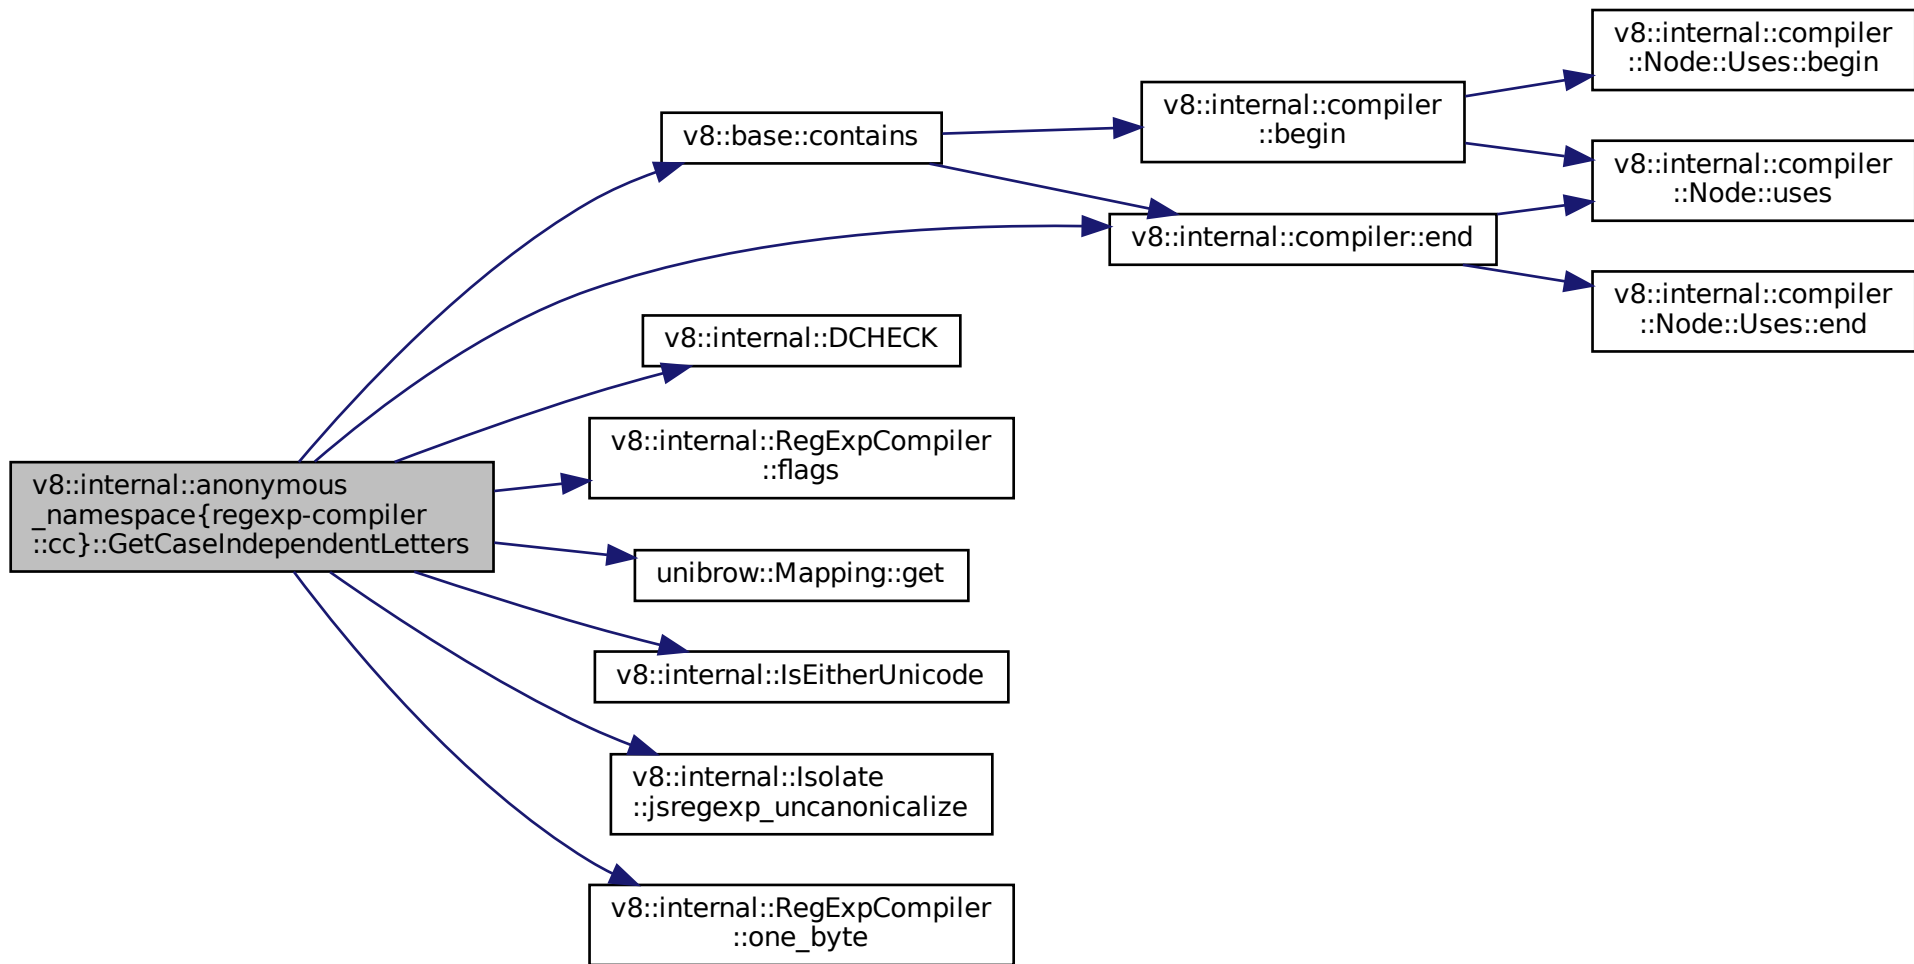 v8::internal::anonymous
_namespace{regexp-compiler
::cc}::GetCaseIndependentLetters
v8::base::contains
v8::internal::compiler
::begin
v8::internal::compiler
::Node::Uses::begin
v8::internal::compiler
::Node::uses
v8::internal::compiler::end
v8::internal::compiler
::Node::Uses::end
v8::internal::DCHECK
v8::internal::RegExpCompiler
::flags
unibrow::Mapping::get
v8::internal::IsEitherUnicode
v8::internal::Isolate
::jsregexp_uncanonicalize
v8::internal::RegExpCompiler
::one_byte